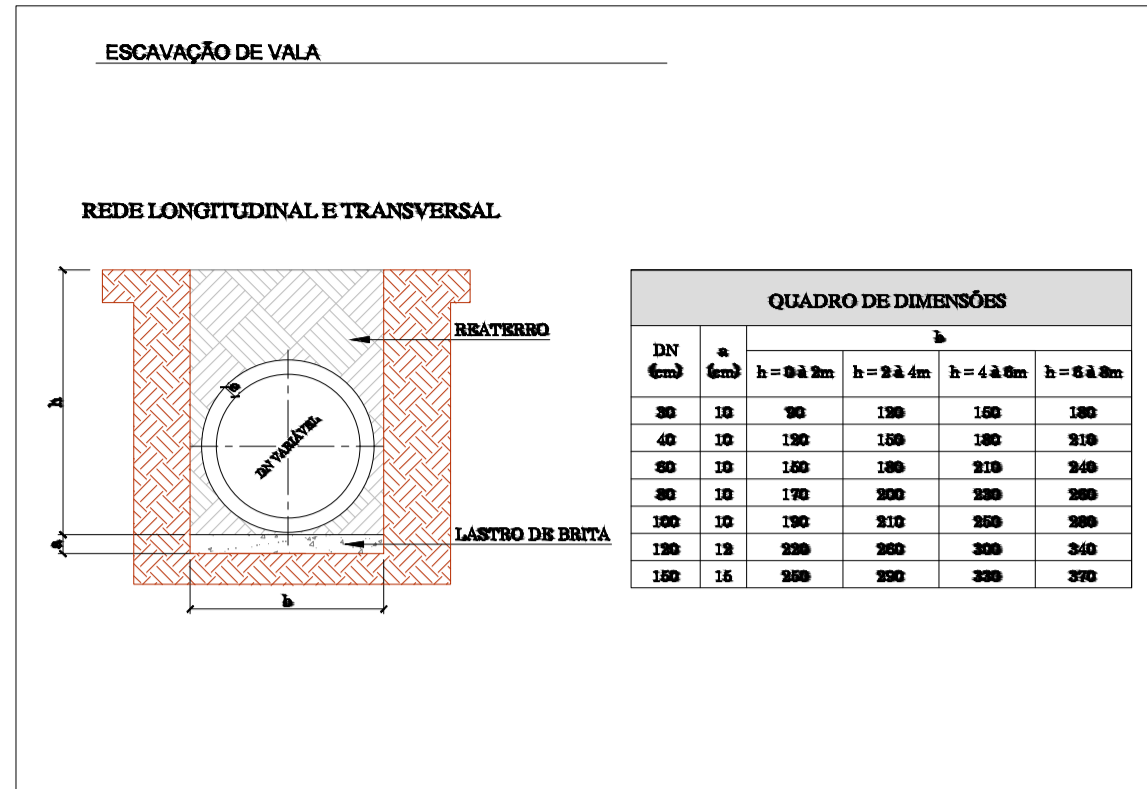 ESCAVAÇÃO DE VALA
REDE LONGITUDINAL E TRANSVERSAL
h
REATERRO
e
DN VARIÁVEL
LASTRO DE BRITA
a
b
QUADRO DE DIMENSÕES
DN (cm) a (cm) b
h = 0 à 2m h = 2 à 4m h = 4 à 6m h = 6 à 8m
30 10 90 120 150 180
40 10 120 150 180 210
60 10 150 180 210 240
80 10 170 200 230 260
100 10 190 210 250 280
120 12 220 260 300 340
150 15 250 290 330 370